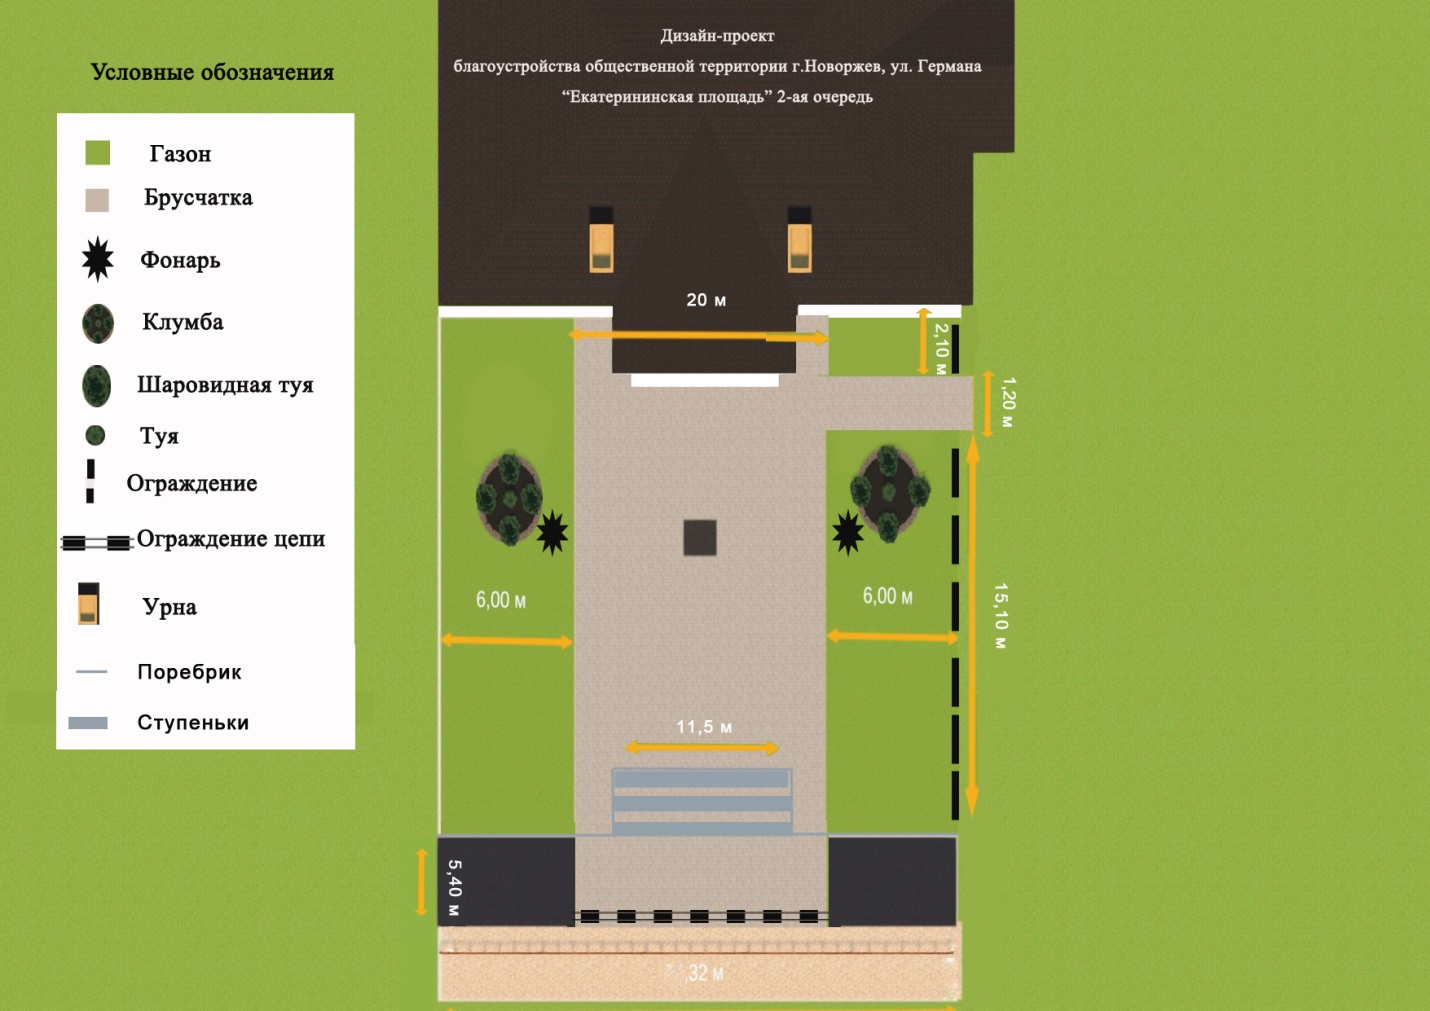 Дизайн-проект
благоустройства общественной территории г.Новоржев, ул. Германа
“Екатерининская площадь” 2-ая очередь
Условные обозначения
Газон
Брусчатка
Фонарь
Клумба
Шаровидная туя
Туя
Ограждение
Ограждение цепи
Урна
Поребрик
Ступеньки
20 м
2,10 м
1,20 м
6,00 м
6,00 м
15,10 м
11,5 м
5,40 м
,32 м